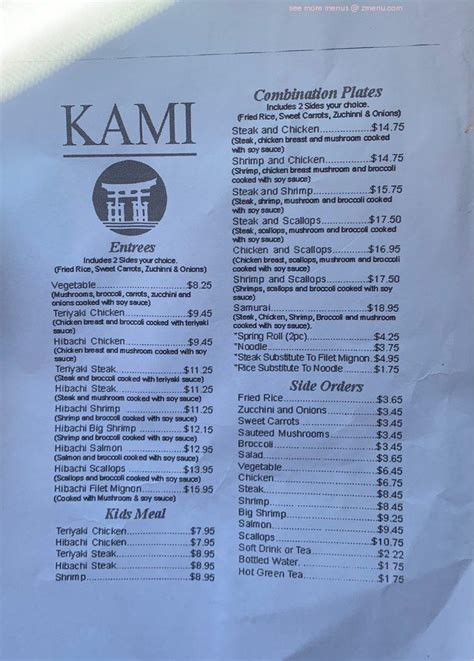 see more menus @ zmenu.com
KAMI
Entrees
Includes 2 Sides your choice.
(Fried Rice, Sweet Carrots, Zuchinni & Onions)
Vegetable..................$8.25
(Mushrooms, broccoli, carrots, zucchini and
onions cooked with soy sauce)
Teriyaki Chicken................$9.45
(Chicken breast and broccoli cooked with teriyaki
sauce)
Hibachi Chicken................$9.45
(Chicken breast and mushroom cooked with soy
sauce)
Teriyaki Steak................$11.25
(Steak and broccoli cooked with teriyaki sauce)
Hibachi Steak................$11.25
(Steak and mushroom cooked with soy sauce)
Hibachi Shrimp................$11.25
(Shrimp and broccoli cooked with soy sauce)
Hibachi Big Shrimp............$12.15
(Shrimp and broccoli cooked with soy sauce)
Hibachi Salmon................$12.95
(Salmon and broccoli cooked with soy sauce)
Hibachi Scallops................$13.95
(Scallops and broccoli cooked with soy sauce)
Hibachi Filet Mignon............$15.95
(Cooked with Mushroom & soy sauce)
Kids Meal
Teriyaki Chicken................$7.95
Hibachi Chicken................$7.95
Teriyaki Steak................$8.95
Hibachi Steak................$8.95
Shrimp................$8.95
Combination Plates
Includes 2 Sides your choice.
(Fried Rice, Sweet Carrots, Zuchinni & Onions)
Steak and Chicken............$14.75
(Steak, chicken breast and mushroom cooked
with soy sauce)
Shrimp and Chicken............$14.75
(Shrimp, chicken breast mushroom and broccoli
cooked with soy sauce)
Steak and Shrimp............$15.75
(Steak, shrimp, mushroom and broccoli cooked
with soy sauce)
Steak and Scallops............$17.50
(Steak, scallops, mushroom and broccoli cooked
with soy sauce)
Chicken and Scallops............$16.95
(Chicken breast, scallops, mushroom and broccoli
cooked with soy sauce)
Shrimp and Scallops............$17.50
(Shrimps, scallops and broccoli cooked with soy
sauce)
Samurai................$18.95
(Steak, Chicken, Shrimp, Broccoli and mushroom
cooked with soy sauce)
*Spring Roll (2pc)............$4.25
*Noodle................$3.75
*Steak Substitute To Filet Mignon..$4.95
*Rice Substitute To Noodle......$1.75
Side Orders
Fried Rice................$3.65
Zucchini and Onions............$3.45
Sweet Carrots................$3.45
Sauteed Mushrooms............$3.45
Broccoli................$3.45
Salad................$3.65
Vegetable................$6.45
Chicken................$6.75
Steak................$8.45
Shrimp................$8.45
Big Shrimp................$9.25
Salmon................$9.45
Scallops................$10.75
Soft Drink or Tea............$2.22
Bottled Water............$1.75
Hot Green Tea............$1.75